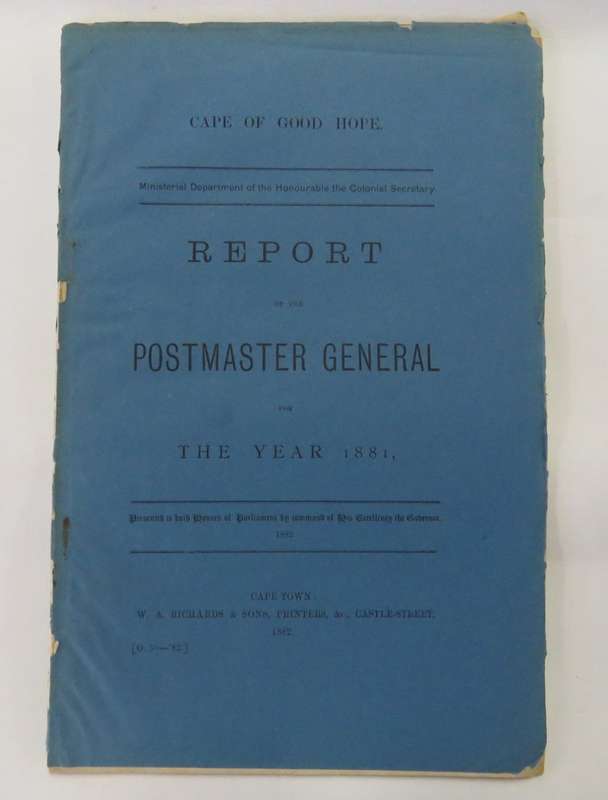 CAPE OF GOOD HOPE.
Ministerial Department of the Honourable the Colonial Secretary.
REPORT
OF THE
POSTMASTER GENERAL
FOR
THE YEAR 1881,
Presented to both Houses of Parliament by command of His Excellency the Governor.
1882.
CAPE TOWN:
W. A. RICHARDS & SONS, PRINTERS, &c., CASTLE-STREET.
1882.